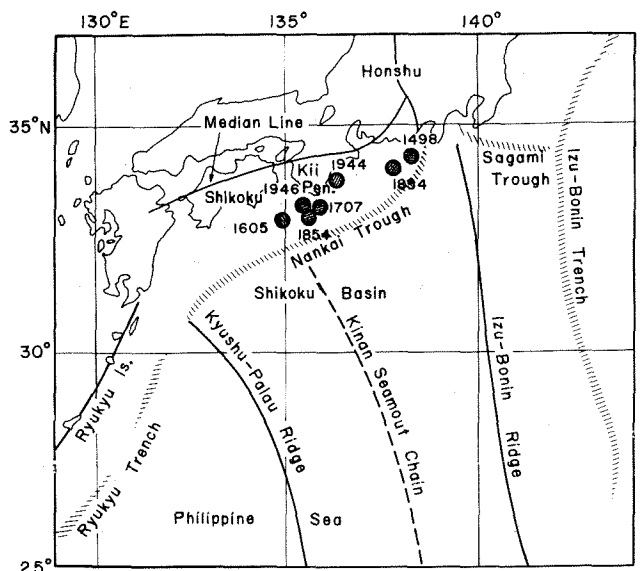 130°E
135°
140°
Honshu
35°N
Median Line
1498
Kii
1944
Sagami
Trough
Shikoku
1946
Pen.
1854
1707
1605
1854
Nankai Trough
Izu-Bonin
Trench
Shikoku Basin
30°
Kyushu-Palau Ridge
Kinan Seamout Chain
Izu-Bonin
Ridge
Ryukyu Is.
Ryukyu Trench
Philippine Sea
25°